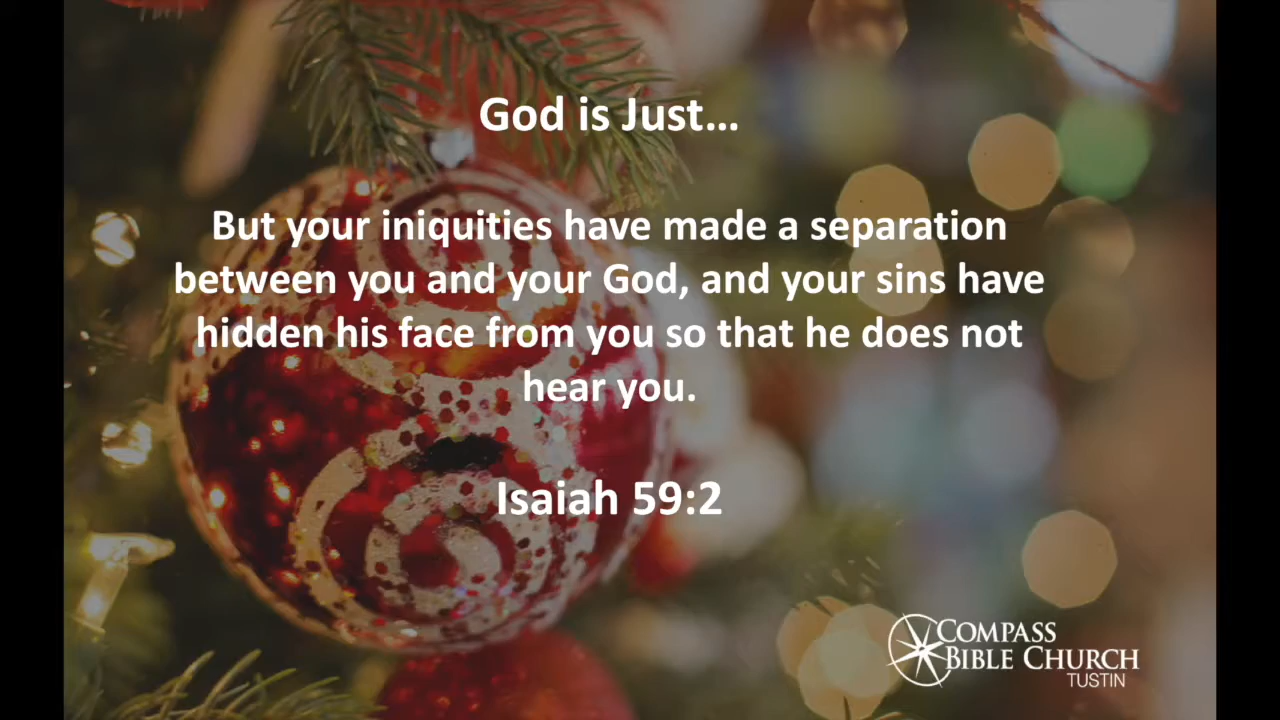 God is Just…
But your iniquities have made a separation
between you and your God, and your sins have
hidden his face from you so that he does not
hear you.
Isaiah 59:2
COMPASS
BIBLE CHURCH
TUSTIN